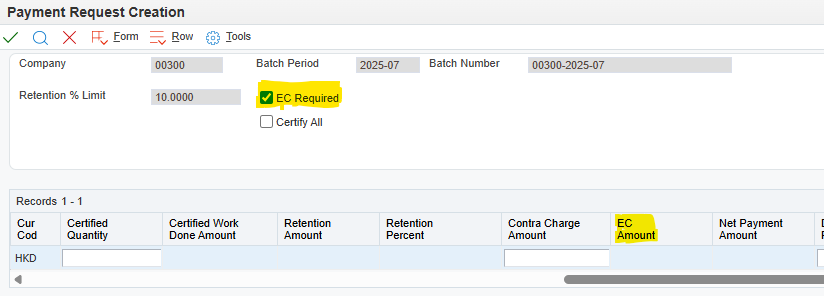 Payment Request Creation
Form Row Tools
Company 00300 Batch Period 2025-07 Batch Number 00300-2025-07
Retention % Limit 10.0000 EC Required
Certify All
Records 1 - 1
Cur Certified Certified Work Retention Retention Contra Charge EC Net Payment D
Cod Quantity Done Amount Amount Percent Amount Amount Amount
HKD